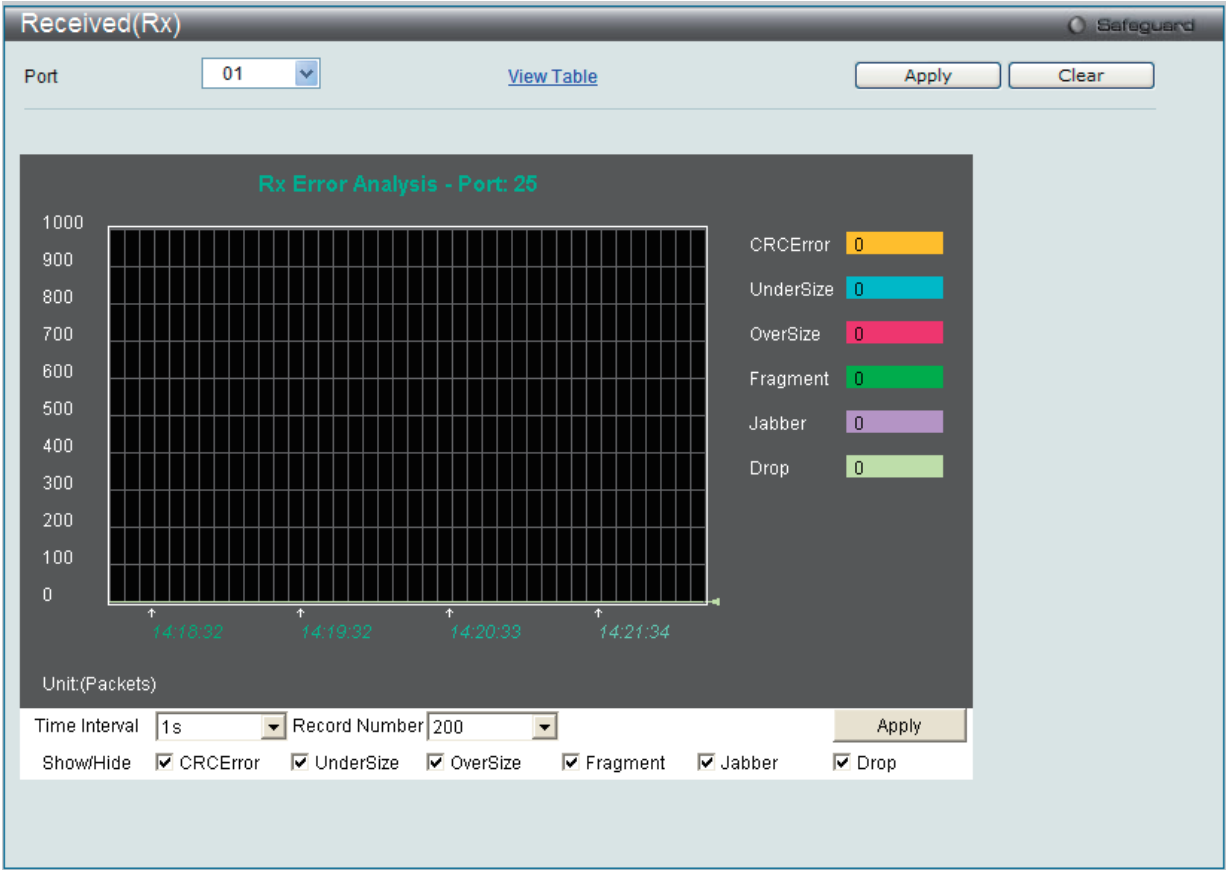 Received(Rx)
Safeguard
Port 01 View Table Apply Clear
Rx Error Analysis - Port: 25
1000
900
800
700
600
500
400
300
200
100
0
14:18:32 14:19:32 14:20:33 14:21:34
CRCError 0
UnderSize 0
OverSize 0
Fragment 0
Jabber 0
Drop 0
Unit:(Packets)
Time Interval 1s Record Number 200 Apply
Show/Hide CRCError UnderSize OverSize Fragment Jabber Drop